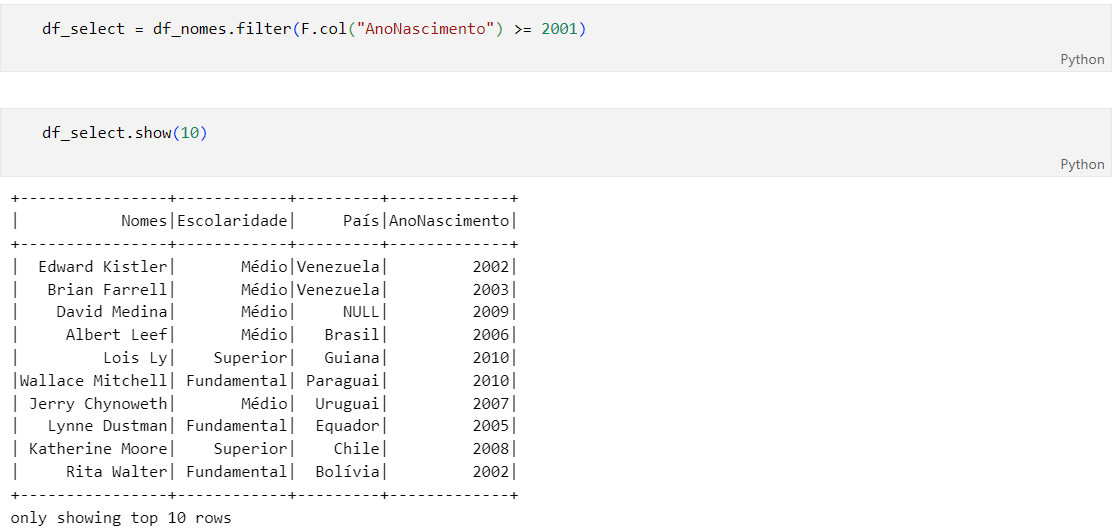 df_select = df_nomes.filter(F.col("AnoNascimento") >= 2001)
Python
df_select.show(10)
Python
+----------------+------------+---------+-------------+
|           Nomes|Escolaridade|     País|AnoNascimento|
+----------------+------------+---------+-------------+
|  Edward Kistler|       Médio|Venezuela|         2002|
|   Brian Farrell|       Médio|Venezuela|         2003|
|    David Medina|       Médio|     NULL|         2009|
|     Albert Leef|       Médio|   Brasil|         2006|
|         Lois Ly|    Superior|   Guiana|         2010|
|Wallace Mitchell| Fundamental| Paraguai|         2010|
| Jerry Chynoweth|       Médio|  Uruguai|         2007|
|   Lynne Dustman| Fundamental|  Equador|         2005|
| Katherine Moore|    Superior|    Chile|         2008|
|     Rita Walter| Fundamental|  Bolívia|         2002|
+----------------+------------+---------+-------------+
only showing top 10 rows